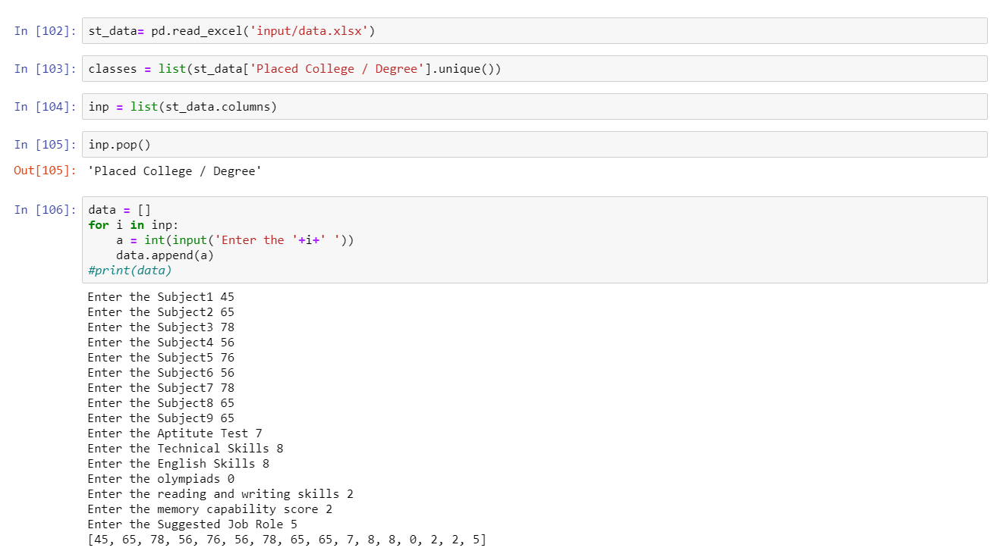 In [102]: st_data= pd.read_excel('input/data.xlsx')
In [103]: classes = list(st_data['Placed College / Degree'].unique())
In [104]: inp = list(st_data.columns)
In [105]: inp.pop()
Out[105]: 'Placed College / Degree'
In [106]: data = []
for i in inp:
    a = int(input('Enter the '+i+' '))
    data.append(a)
#print(data)
Enter the Subject1 45
Enter the Subject2 65
Enter the Subject3 78
Enter the Subject4 56
Enter the Subject5 76
Enter the Subject6 56
Enter the Subject7 78
Enter the Subject8 65
Enter the Subject9 65
Enter the Aptitute Test 7
Enter the Technical Skills 8
Enter the English Skills 8
Enter the olympiads 0
Enter the reading and writing skills 2
Enter the memory capability score 2
Enter the Suggested Job Role 5
[45, 65, 78, 56, 76, 56, 78, 65, 65, 7, 8, 8, 0, 2, 2, 5]